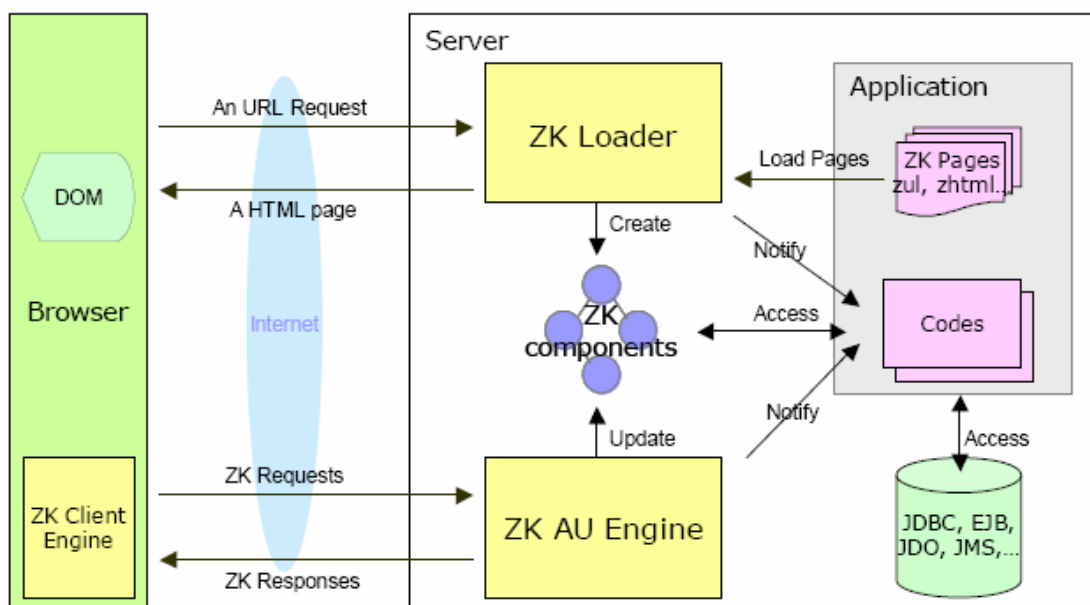 Server
Application
An URL Request
ZK Loader
Load Pages
ZK Pages
zul, zhtml...
DOM
A HTML page
Create
Notify
Browser
Internet
ZK
components
Access
Codes
Notify
Update
Access
ZK Requests
ZK Client
Engine
ZK AU Engine
JDBC, EJB,
JDO, JMS,...
ZK Responses